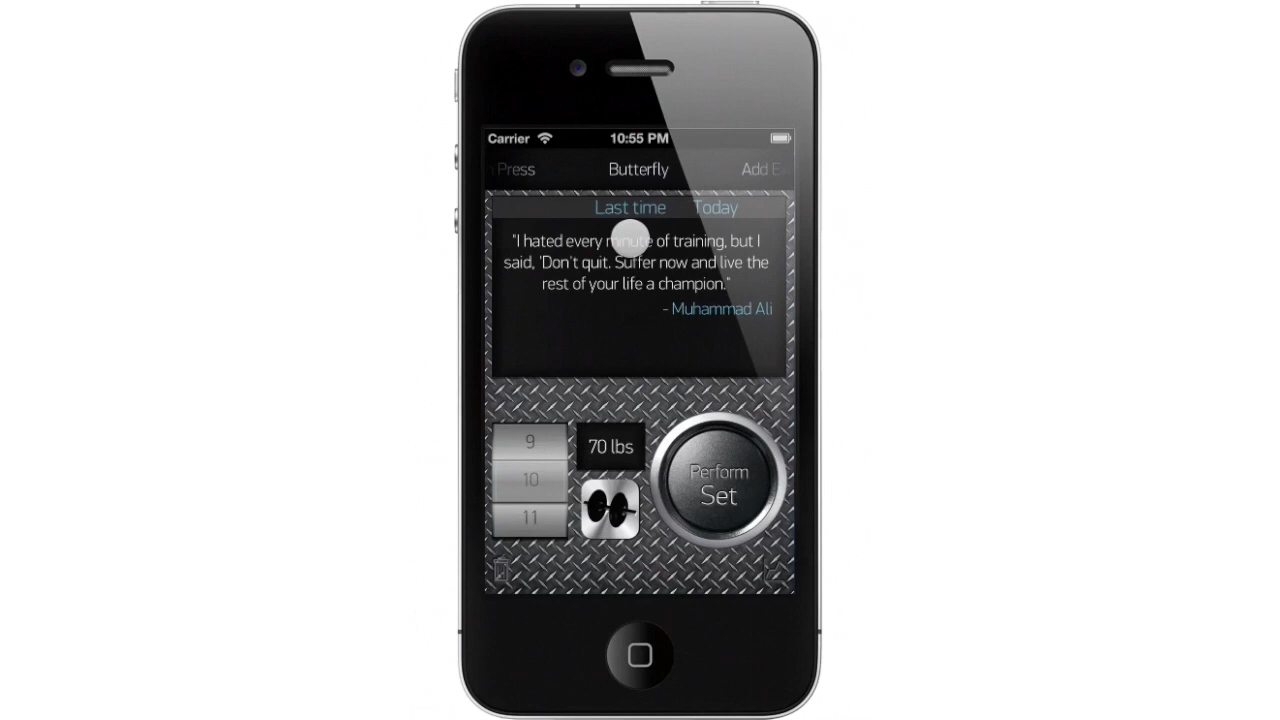 Carrier 10:55 PM
Press Butterfly Add
Last time Today
"I hated every minute of training, but I
said, 'Don't quit. Suffer now and live the
rest of your life a champion."
- Muhammad Ali
9
10
11
70 lbs
Perform
Set